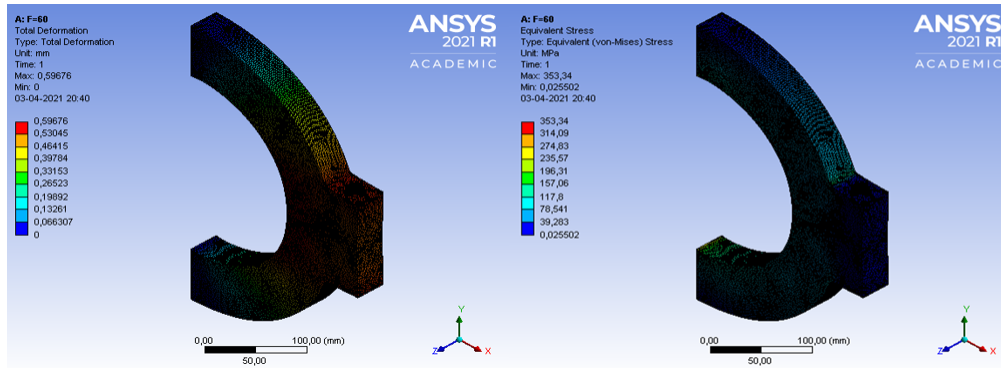 A: F=60
Total Deformation
Type: Total Deformation
Unit: mm
Time: 1
Max: 0,59676
Min: 0
03-04-2021 20:40
0,59676
0,53045
0,46415
0,39784
0,33153
0,26523
0,19892
0,13261
0,066307
0
ANSYS
2021 R1
ACADEMIC
0,00 100,00 (mm)
50,00
Y
Z X
A: F=60
Equivalent Stress
Type: Equivalent (von-Mises) Stress
Unit: MPa
Time: 1
Max: 353,34
Min: 0,025502
03-04-2021 20:40
353,34
314,09
274,83
235,57
196,31
157,06
117,8
78,541
39,283
0,025502
ANSYS
2021 R1
ACADEMIC
0,00 100,00 (mm)
50,00
Y
Z X